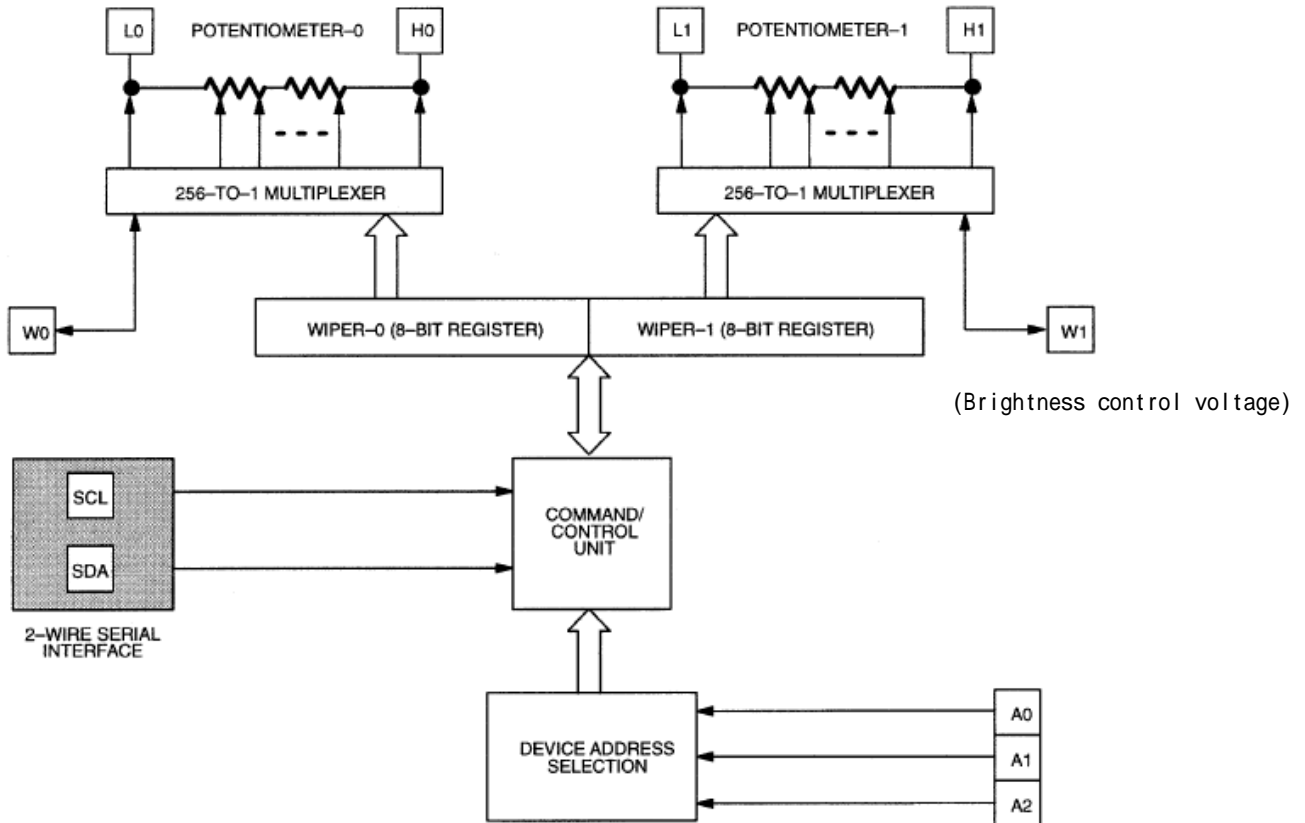 L0 POTENTIOMETER–0 H0 L1 POTENTIOMETER–1 H1
256–TO–1 MULTIPLEXER 256–TO–1 MULTIPLEXER
WIPER–0 (8–BIT REGISTER) WIPER–1 (8–BIT REGISTER)
W0 W1
(Brightness control voltage)
SCL
SDA
2–WIRE SERIAL
INTERFACE
COMMAND/
CONTROL
UNIT
DEVICE ADDRESS
SELECTION
A0
A1
A2